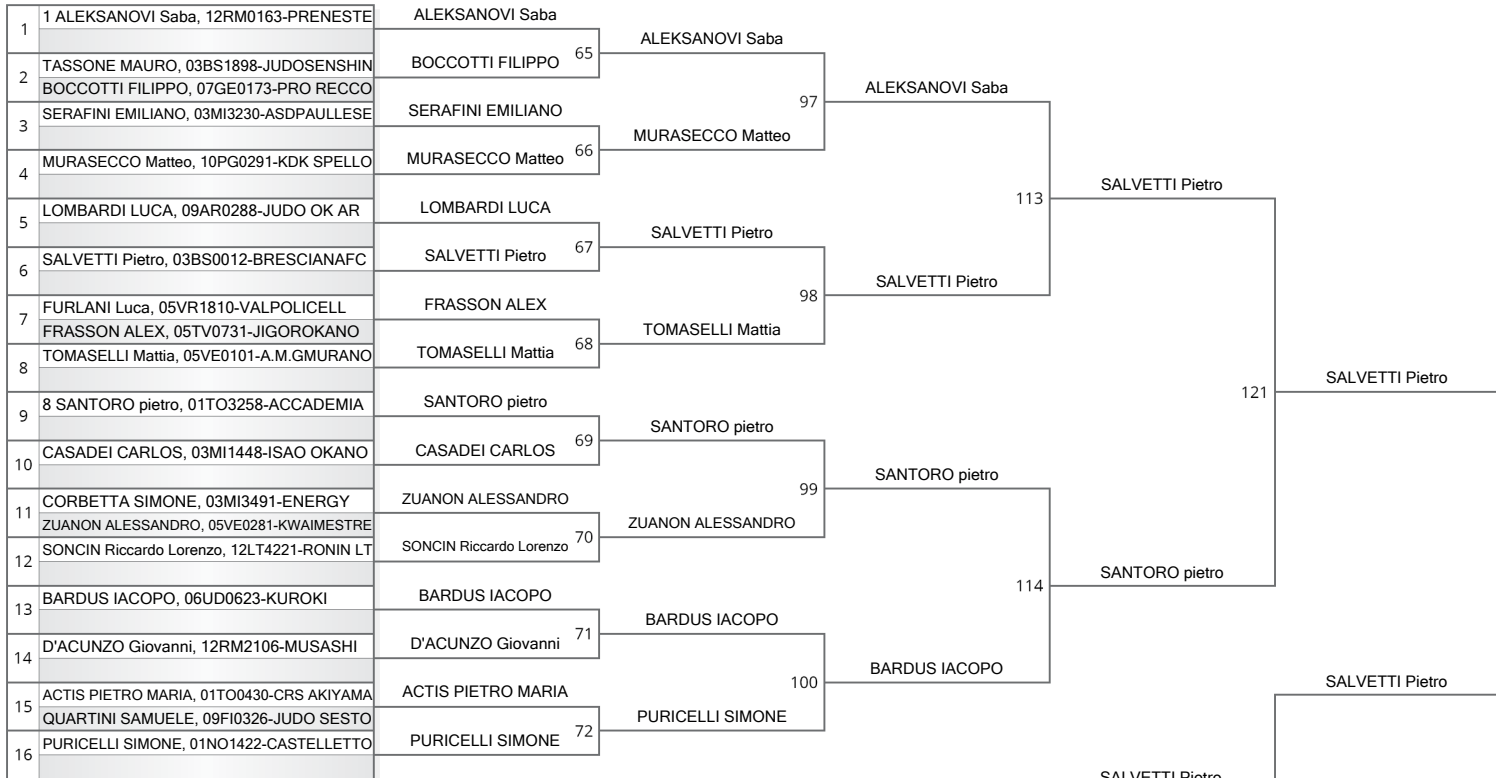 1
1 ALEKSANOVI Saba, 12RM0163-PRENESTE
2
TASSONE MAURO, 03BS1898-JUDOSENSHIN
BOCCOTTI FILIPPO, 07GE0173-PRO RECCO
3
SERAFINI EMILIANO, 03MI3230-ASDPAULLESE
4
MURASECCO Matteo, 10PG0291-KDK SPELLO
5
LOMBARDI LUCA, 09AR0288-JUDO OK AR
6
SALVETTI Pietro, 03BS0012-BRESCIANAFC
7
FURLANI Luca, 05VR1810-VALPOLICELL
FRASSON ALEX, 05TV0731-JIGOROKANO
8
TOMASELLI Mattia, 05VE0101-A.M.GMURANO
9
8 SANTORO pietro, 01TO3258-ACCADEMIA
10
CASADEI CARLOS, 03MI1448-ISAO OKANO
11
CORBETTA SIMONE, 03MI3491-ENERGY
ZUANON ALESSANDRO, 05VE0281-KWAIMESTRE
12
SONCIN Riccardo Lorenzo, 12LT4221-RONIN LT
13
BARDUS IACOPO, 06UD0623-KUROKI
14
D'ACUNZO Giovanni, 12RM2106-MUSASHI
15
ACTIS PIETRO MARIA, 01TO0430-CRS AKIYAMA
QUARTINI SAMUELE, 09FI0326-JUDO SESTO
16
PURICELLI SIMONE, 01NO1422-CASTELLETTO
ALEKSANOVI Saba
65
BOCCOTTI FILIPPO
SERAFINI EMILIANO
66
MURASECCO Matteo
LOMBARDI LUCA
67
SALVETTI Pietro
FRASSON ALEX
68
TOMASELLI Mattia
SANTORO pietro
69
CASADEI CARLOS
ZUANON ALESSANDRO
70
SONCIN Riccardo Lorenzo
BARDUS IACOPO
71
D'ACUNZO Giovanni
ACTIS PIETRO MARIA
72
PURICELLI SIMONE
ALEKSANOVI Saba
97
MURASECCO Matteo
SALVETTI Pietro
98
TOMASELLI Mattia
SANTORO pietro
99
ZUANON ALESSANDRO
BARDUS IACOPO
100
PURICELLI SIMONE
ALEKSANOVI Saba
113
SALVETTI Pietro
SANTORO pietro
114
BARDUS IACOPO
SALVETTI Pietro
121
SANTORO pietro
SALVETTI Pietro
SALVETTI Pietro
SALVETTI Pietro